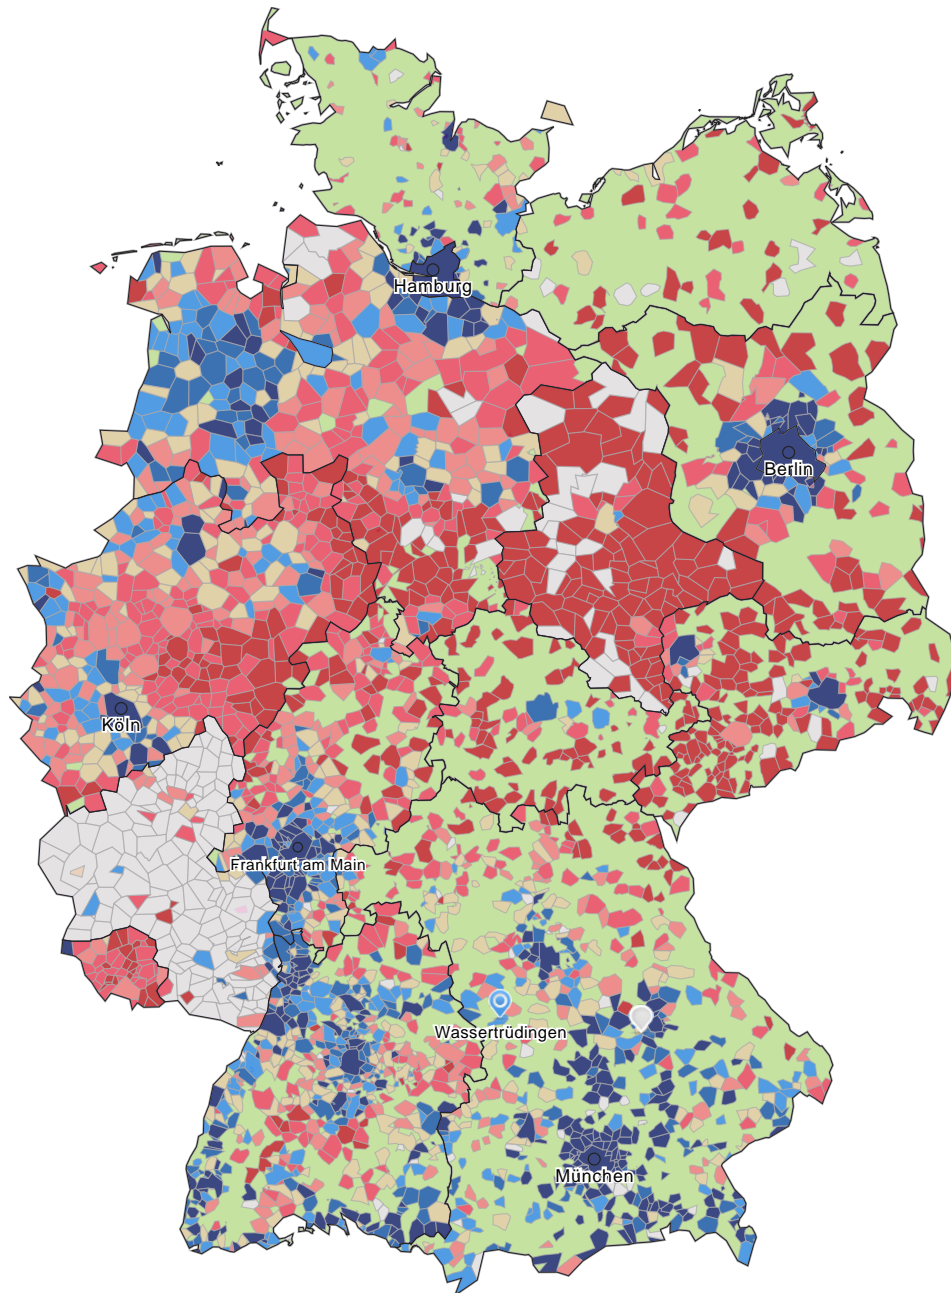 Hamburg
Berlin
Köln
Frankfurt am Main
Wassertrüdingen
München